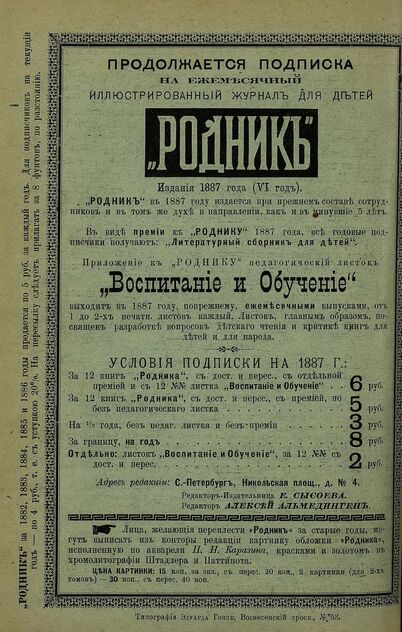 ПРОДОЛЖАЕТСЯ ПОДПИСКА
НА ЕЖЕМѢСЯЧНЫЙ
ИЛЛЮСТРИРОВАННЫЙ ЖУРНАЛЪ ДЛЯ ДѢТЕЙ
„РОДНИКЪ“
Изданія 1887 года (VI годъ).
„РОДНИКЪ“ въ 1887 году издается при прежнемъ составѣ сотруд-
никовъ и въ томъ же духѣ и направленіи, какъ и въ минувшіе 5 лѣтъ.
Въ видѣ преміи къ „РОДНИКУ“ 1887 года, всѣ годовые под-
писчики получаютъ: „Литературный сборникъ для дѣтей“.
Приложеніе къ „РОДНИКУ“ педагогическій листокъ
„Воспитаніе и Обученіе“
выходитъ въ 1887 году, попрежнему, ежемѣсячными выпусками, отъ
1 до 2-хъ печатн. листовъ каждый. Листокъ, главнымъ образомъ, по-
священъ разработкѣ вопросовъ дѣтскаго чтенія и критикѣ книгъ для
дѣтей и для народа.
УСЛОВІЯ ПОДПИСКИ НА 1887 Г.:
За 12 книгъ „Родника“, съ дост. и перес. съ отдѣльной
преміей и съ 12 №№ листка „Воспитаніе и Обученіе“ 6 руб.
За 12 книгъ „Родника“, съ дост. и перес., съ преміей, но
безъ педагогическаго листка 5 руб.
На ½ года, безъ педаг. листка и безъ преміи 3 руб.
За границу, на годъ 8 руб.
Отдѣльно: листокъ „Воспитаніе и Обученіе“, за 12 №№ съ
дост. и перес. 2 руб.
Адресъ редакціи: С.-Петербургъ, Никольская площ., д. № 4.
Редакторъ-Издательница Е. СЫСОЕВА.
Редакторъ АЛЕКСѢЙ АЛЬМЕДИНГЕНЪ.
Лица, желающія переплести «Родникъ» за старые годы, мо-
гутъ выписать изъ конторы редакціи картинку обложки «Родника»,
исполненную по акварели Н. Н. Каразина, красками и золотомъ въ
хромолитографіи Штадлера и Паттинота.
ЦѢНА КАРТИНКИ: 15 коп. за экз., съ перес. 20 коп., 2 картинки (для 2-хъ
томовъ) — 30 коп., съ перес. 40 коп.
Типографія Эдуарда Гоппе, Вознесенскій просп., № 53.
„РОДНИКЪ“ за 1882, 1883, 1884, 1885 и 1886 годы продается по 5 руб. за каждый годъ. Для подписчиковъ на текущій
годъ — по 4 руб. т. е. съ уступкою 20%. На пересылку слѣдуетъ прилагать за 8 фунтовъ, по разстоянію.